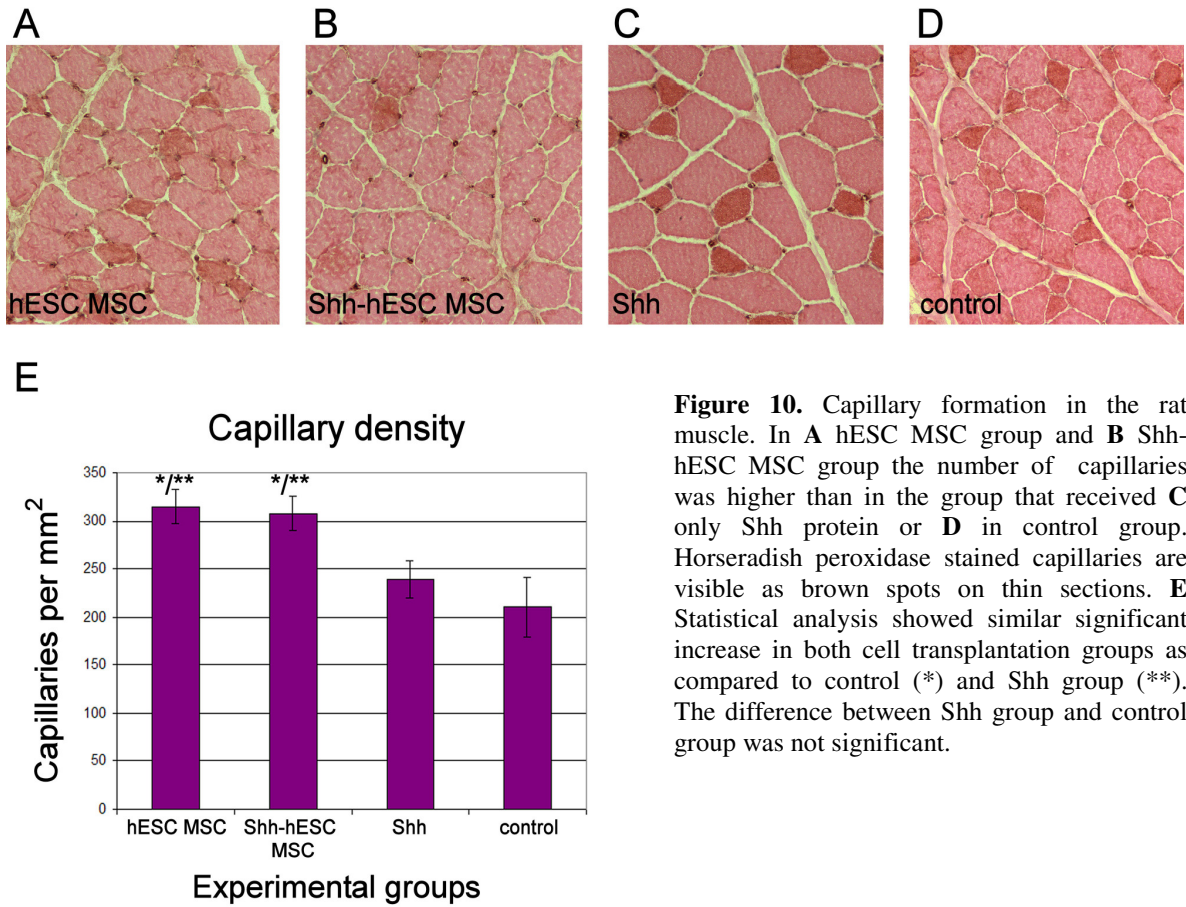 A
B
C
D
hESC MSC
Shh-hESC MSC
Shh
control
E
Capillary density
Capillaries per mm²
350
300
250
200
150
100
50
0
*/**
*/**
hESC MSC
Shh-hESC
MSC
Shh
control
Experimental groups
Figure 10. Capillary formation in the rat
muscle. In A hESC MSC group and B Shh-
hESC MSC group the number of capillaries
was higher than in the group that received C
only Shh protein or D in control group.
Horseradish peroxidase stained capillaries are
visible as brown spots on thin sections. E
Statistical analysis showed similar significant
increase in both cell transplantation groups as
compared to control (*) and Shh group (**).
The difference between Shh group and control
group was not significant.